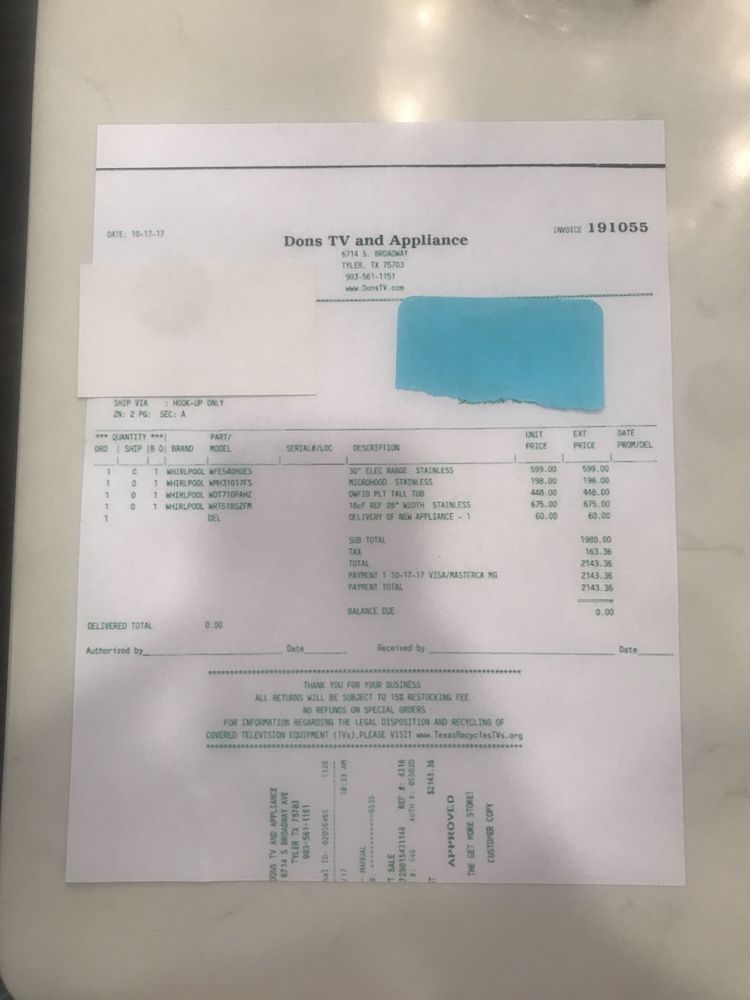 DATE: 10-17-17
INVOICE 191055
Dons TV and Appliance
6714 S. BROADWAY
TYLER, TX 75703
903-561-1151
www.DonsTV.com
SHIP VIA : HOOK-UP ONLY
ZN: 2 PG: SEC: A
*** QUANTITY ***| PART/ UNIT EXT DATE
ORD | SHIP |B O| BRAND MODEL SERIAL#/LOC DESCRIPTION PRICE PRICE PROM/DEL
1 0 1 WHIRLPOOL WFE540H0ES 30" ELEC RANGE STAINLESS 599.00 599.00
1 0 1 WHIRLPOOL WMH31017FS MICROHOOD STAINLESS 198.00 198.00
1 0 1 WHIRLPOOL WDT710PAHZ DWFID PLT TALL TUB 448.00 448.00
1 0 1 WHIRLPOOL WRT518SZFM 18cF REF 28" WIDTH STAINLESS 675.00 675.00
1 DEL DELIVERY OF NEW APPLIANCE - 1 60.00 60.00
SUB TOTAL 1980.00
TAX 163.36
TOTAL 2143.36
PAYMENT 1 10-17-17 VISA/MASTERCA MG 2143.36
PAYMENT TOTAL 2143.36
BALANCE DUE 0.00
DELIVERED TOTAL 0.00
Authorized by Date Received by Date
THANK YOU FOR YOUR BUSINESS
ALL RETURNS WILL BE SUBJECT TO 15% RESTOCKING FEE
NO REFUNDS ON SPECIAL ORDERS
FOR INFORMATION REGARDING THE LEGAL DISPOSITION AND RECYCLING OF
COVERED TELEVISION EQUIPMENT (TVs),PLEASE VISIT www.TexasRecyclesTVs.org
DONS TV AND APPLIANCE
6714 S BROADWAY AVE
TYLER TX 75703
903-561-1151
ID: 1128
/17 10:33 AM
MANUAL
************6535
T SALE
REF #: 4316
#: 146 AUTH #: 055020
$2143.36
APPROVED
THE GET MORE STORE!
CUSTOMER COPY